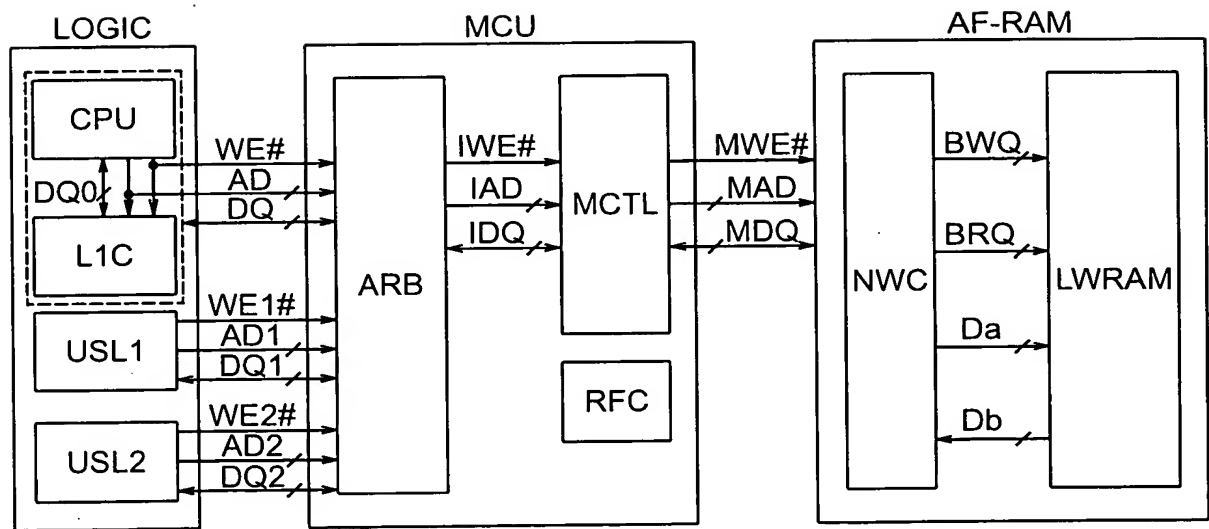 LOGIC
MCU
AF-RAM
CPU
DQ0
L1C
USL1
USL2
WE#
AD
DQ
WE1#
AD1
DQ1
WE2#
AD2
DQ2
ARB
IWE#
IAD
IDQ
MCTL
RFC
MWE#
MAD
MDQ
NWC
BWQ
BRQ
Da
Db
LWRAM